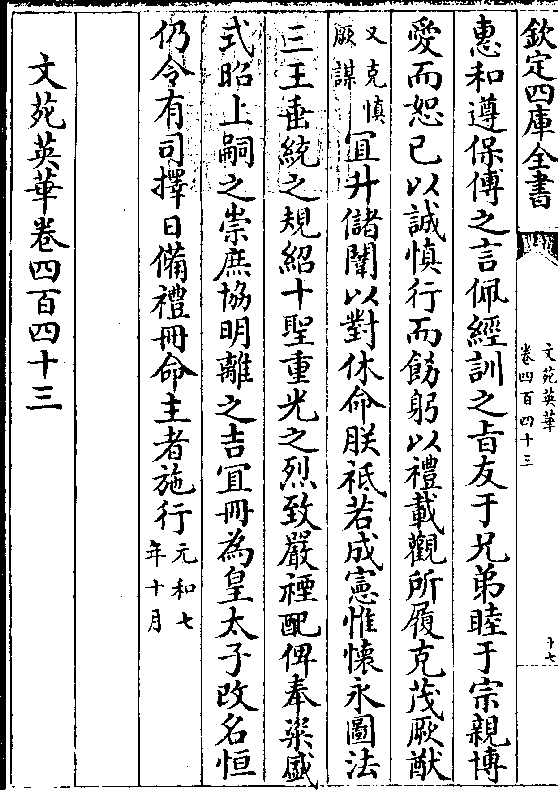 欽定四庫全書
文苑英華
卷四百四十三
十七
惠和遵保傅之言佩經訓之㫖友于兄弟睦于宗親博
愛而恕己以誠慎行而飭躬以禮載觀所履克茂厥猷
又克慎
厥謀
宜升儲闈以對休命朕祗若成憲惟懷永圖法
三王垂統之規紹十聖重光之烈致嚴禋配俾奉粢盛
式昭上嗣之崇庶協明離之吉宜冊為皇太子改名恒
仍令有司擇日備禮冊命主者施行
元和七
年十月
文苑英華卷四百四十三